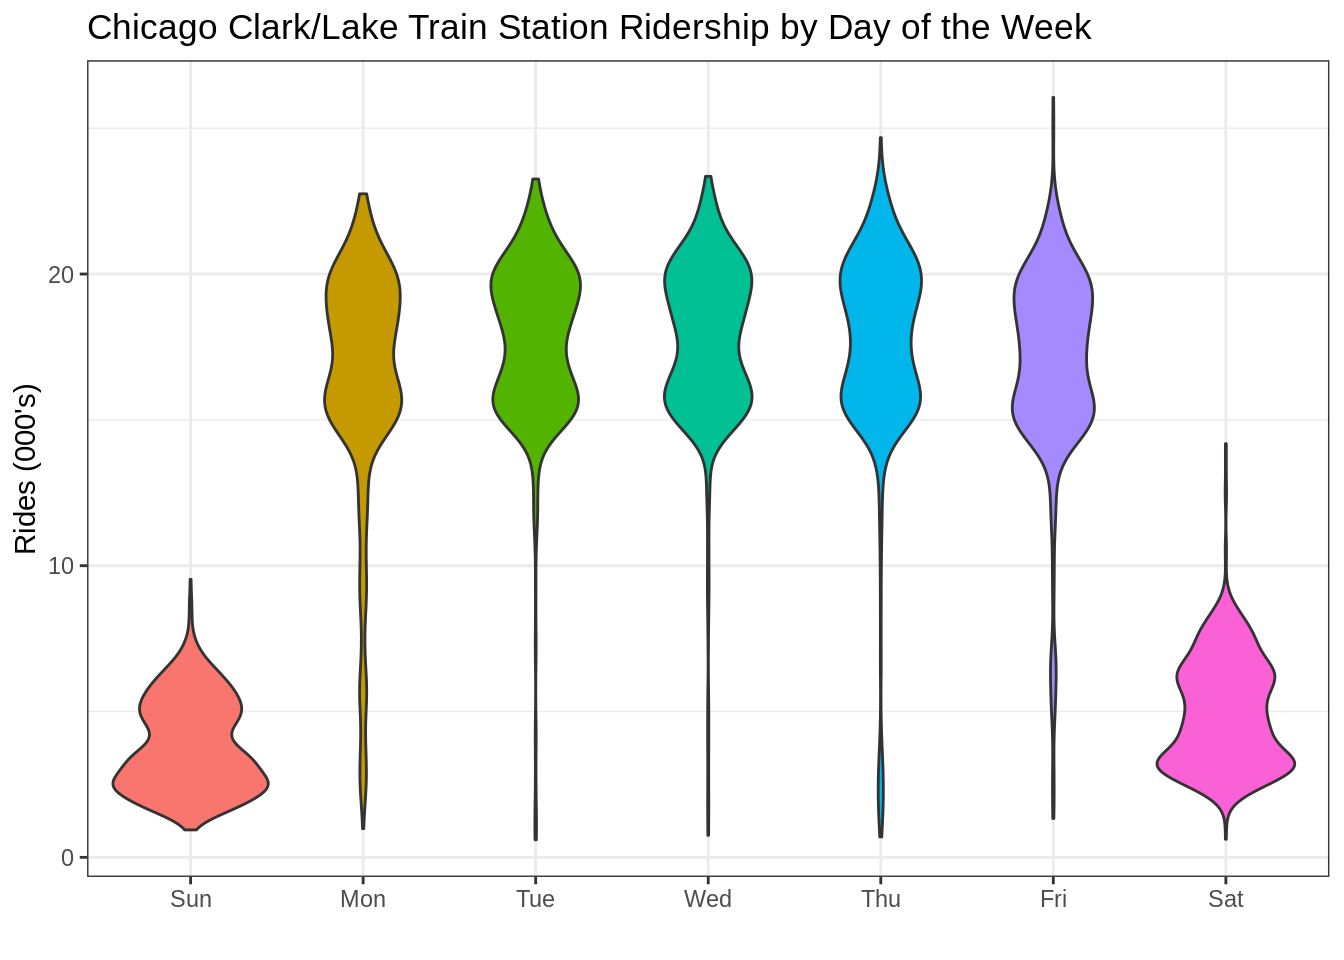 Chicago Clark/Lake Train Station Ridership by Day of the Week
Rides (000's)
20
10
0
Sun Mon Tue Wed Thu Fri Sat